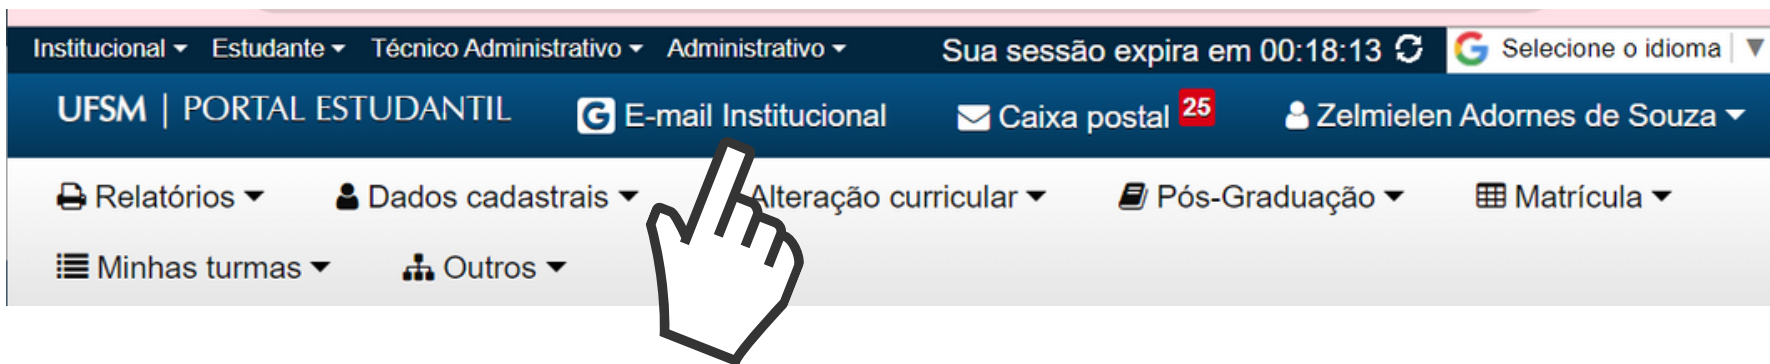 Institucional Estudante Técnico Administrativo Administrativo Sua sessão expira em 00:18:13 G Selecione o idioma
UFSM | PORTAL ESTUDANTIL G E-mail Institucional Caixa postal 25 Zelmielen Adornes de Souza
Relatórios Dados cadastrais Alteração curricular Pós-Graduação Matrícula
Minhas turmas Outros